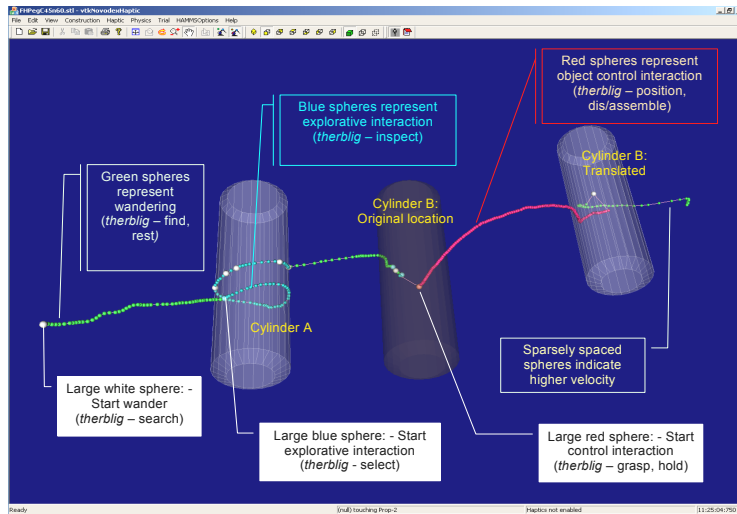 FHPegC45n60.stl - vtkNovodexHaptic
File Edit View Construction Haptic Physics Trial HAMMSOptions Help
Red spheres represent
object control interaction
(therblig – position,
dis/assemble)
Blue spheres represent
explorative interaction
(therblig – inspect)
Cylinder B:
Translated
Green spheres
represent
wandering
(therblig – find,
rest)
Cylinder B:
Original location
Cylinder A
Sparsely spaced
spheres indicate
higher velocity
Large white sphere: -
Start wander
(therblig – search)
Large blue sphere: - Start
explorative interaction
(therblig - select)
Large red sphere: - Start
control interaction
(therblig – grasp, hold)
Ready (null) touching Prop-2 Haptics not enabled 11:25:04:750